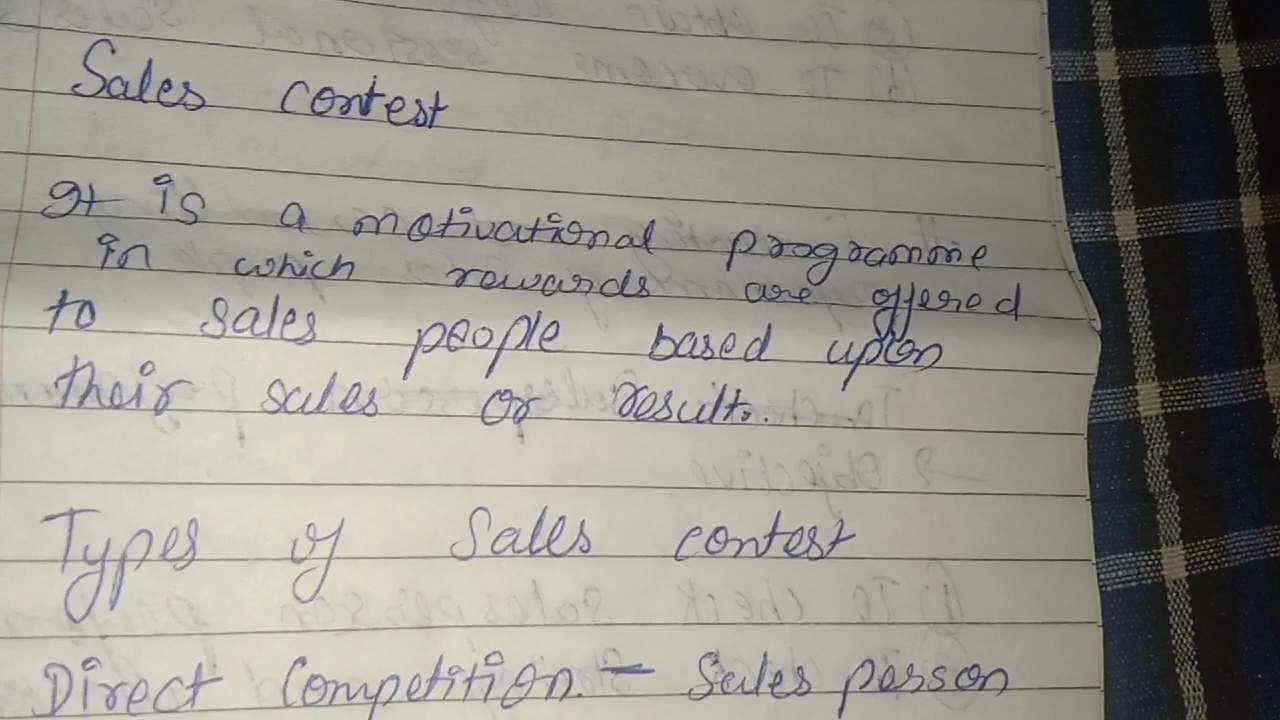 Sales contest
It is a motivational programme
in which rewards are offered
to sales people based upon
their sales or result.
Types of Sales contest
Direct Competition - Sales person